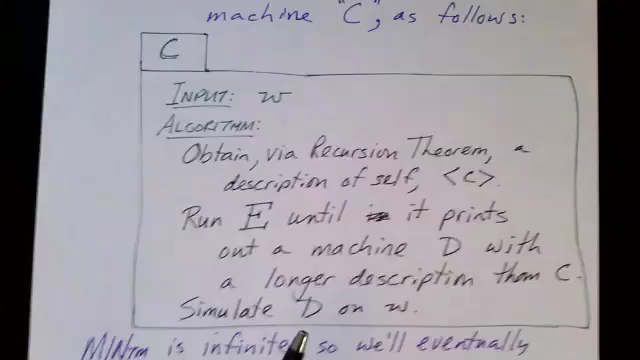 machine "C", as follows:
C
INPUT: w
ALGORITHM:
Obtain, via Recursion Theorem, a
description of self, <C>.
Run E until it prints
out a machine D with
a longer description than C.
Simulate D on w.
MINTM is infinite so we'll eventually